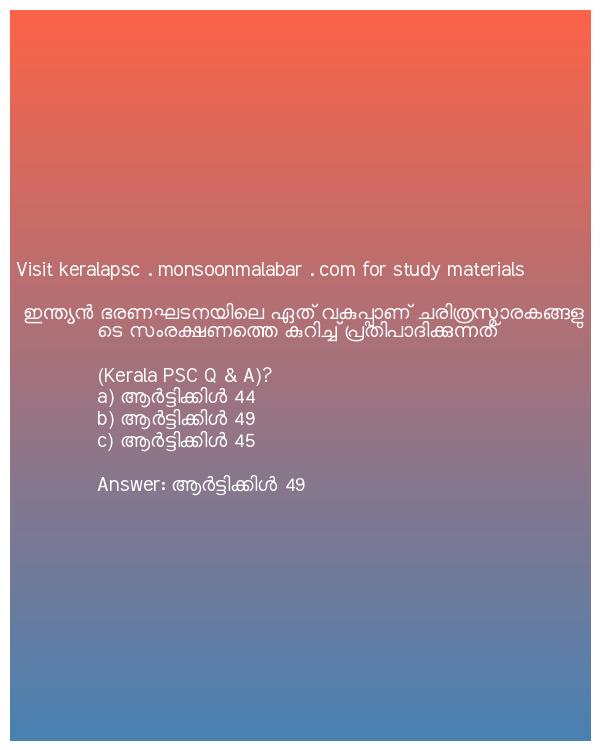 Visit keralapsc . monsoonmalabar . com for study materials
ഇന്ത്യൻ ഭരണഘടനയിലെ ഏത് വകുപ്പാണ് ചരിത്രസ്മാരകങ്ങളു
ടെ സംരക്ഷണത്തെ കുറിച്ച് പ്രതിപാദിക്കുന്നത്
(Kerala PSC Q & A)?
a) ആർട്ടിക്കിൾ 44
b) ആർട്ടിക്കിൾ 49
c) ആർട്ടിക്കിൾ 45
Answer: ആർട്ടിക്കിൾ 49